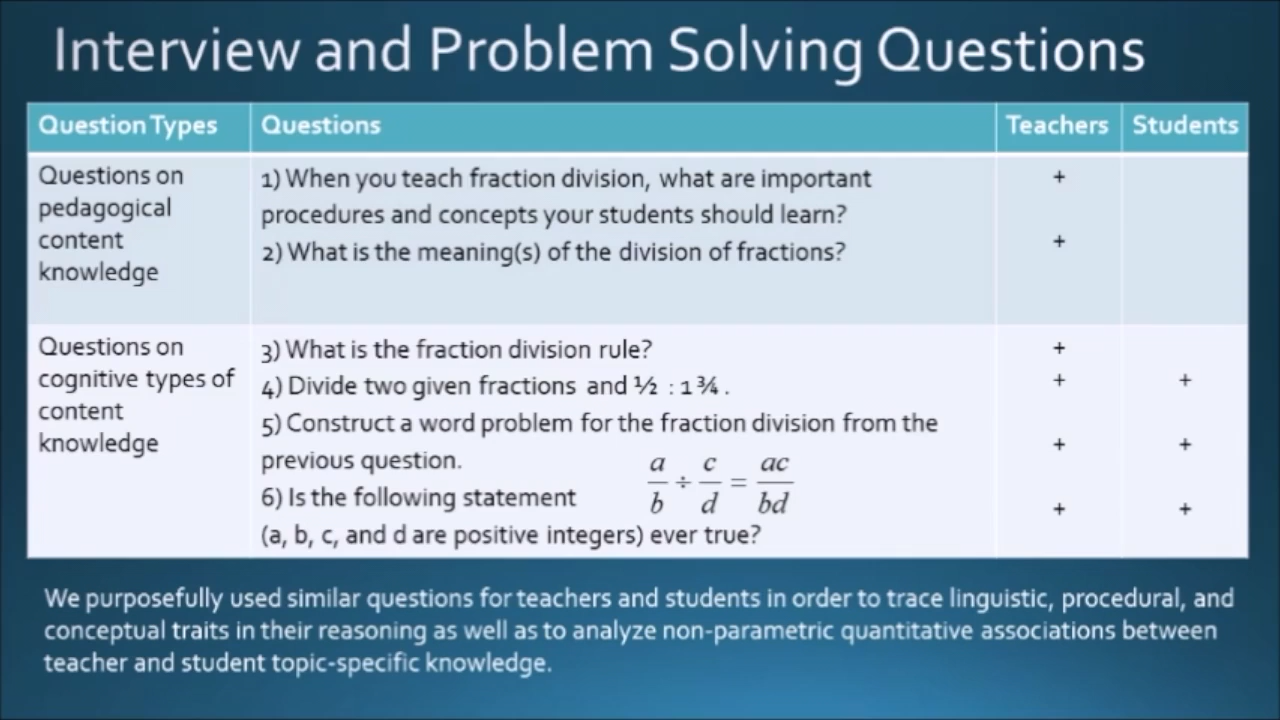 Interview and Problem Solving Questions
Question Types Questions Teachers Students
Questions on
pedagogical
content
knowledge
1) When you teach fraction division, what are important
procedures and concepts your students should learn?
2) What is the meaning(s) of the division of fractions?
+
+
Questions on
cognitive types of
content
knowledge
3) What is the fraction division rule?
4) Divide two given fractions and ½ : 1 ¾ .
5) Construct a word problem for the fraction division from the
previous question.
6) Is the following statement
a/b ÷ c/d = ac/bd
(a, b, c, and d are positive integers) ever true?
+
+ +
+ +
+ +
We purposefully used similar questions for teachers and students in order to trace linguistic, procedural, and
conceptual traits in their reasoning as well as to analyze non-parametric quantitative associations between
teacher and student topic-specific knowledge.